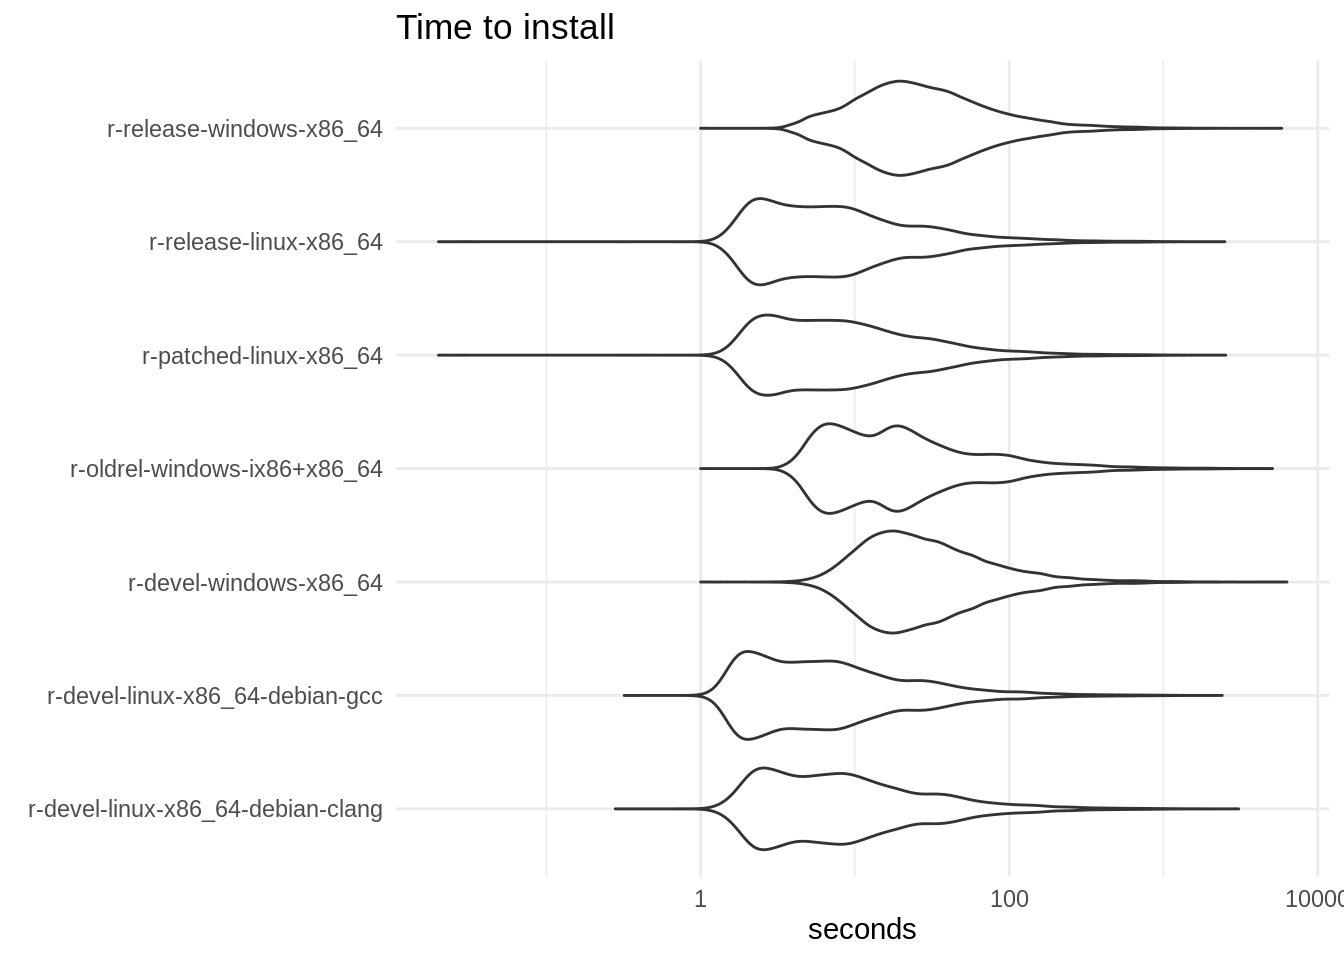 Time to install
r-release-windows-x86_64
r-release-linux-x86_64
r-patched-linux-x86_64
r-oldrel-windows-ix86+x86_64
r-devel-windows-x86_64
r-devel-linux-x86_64-debian-gcc
r-devel-linux-x86_64-debian-clang
1 100 10000
seconds